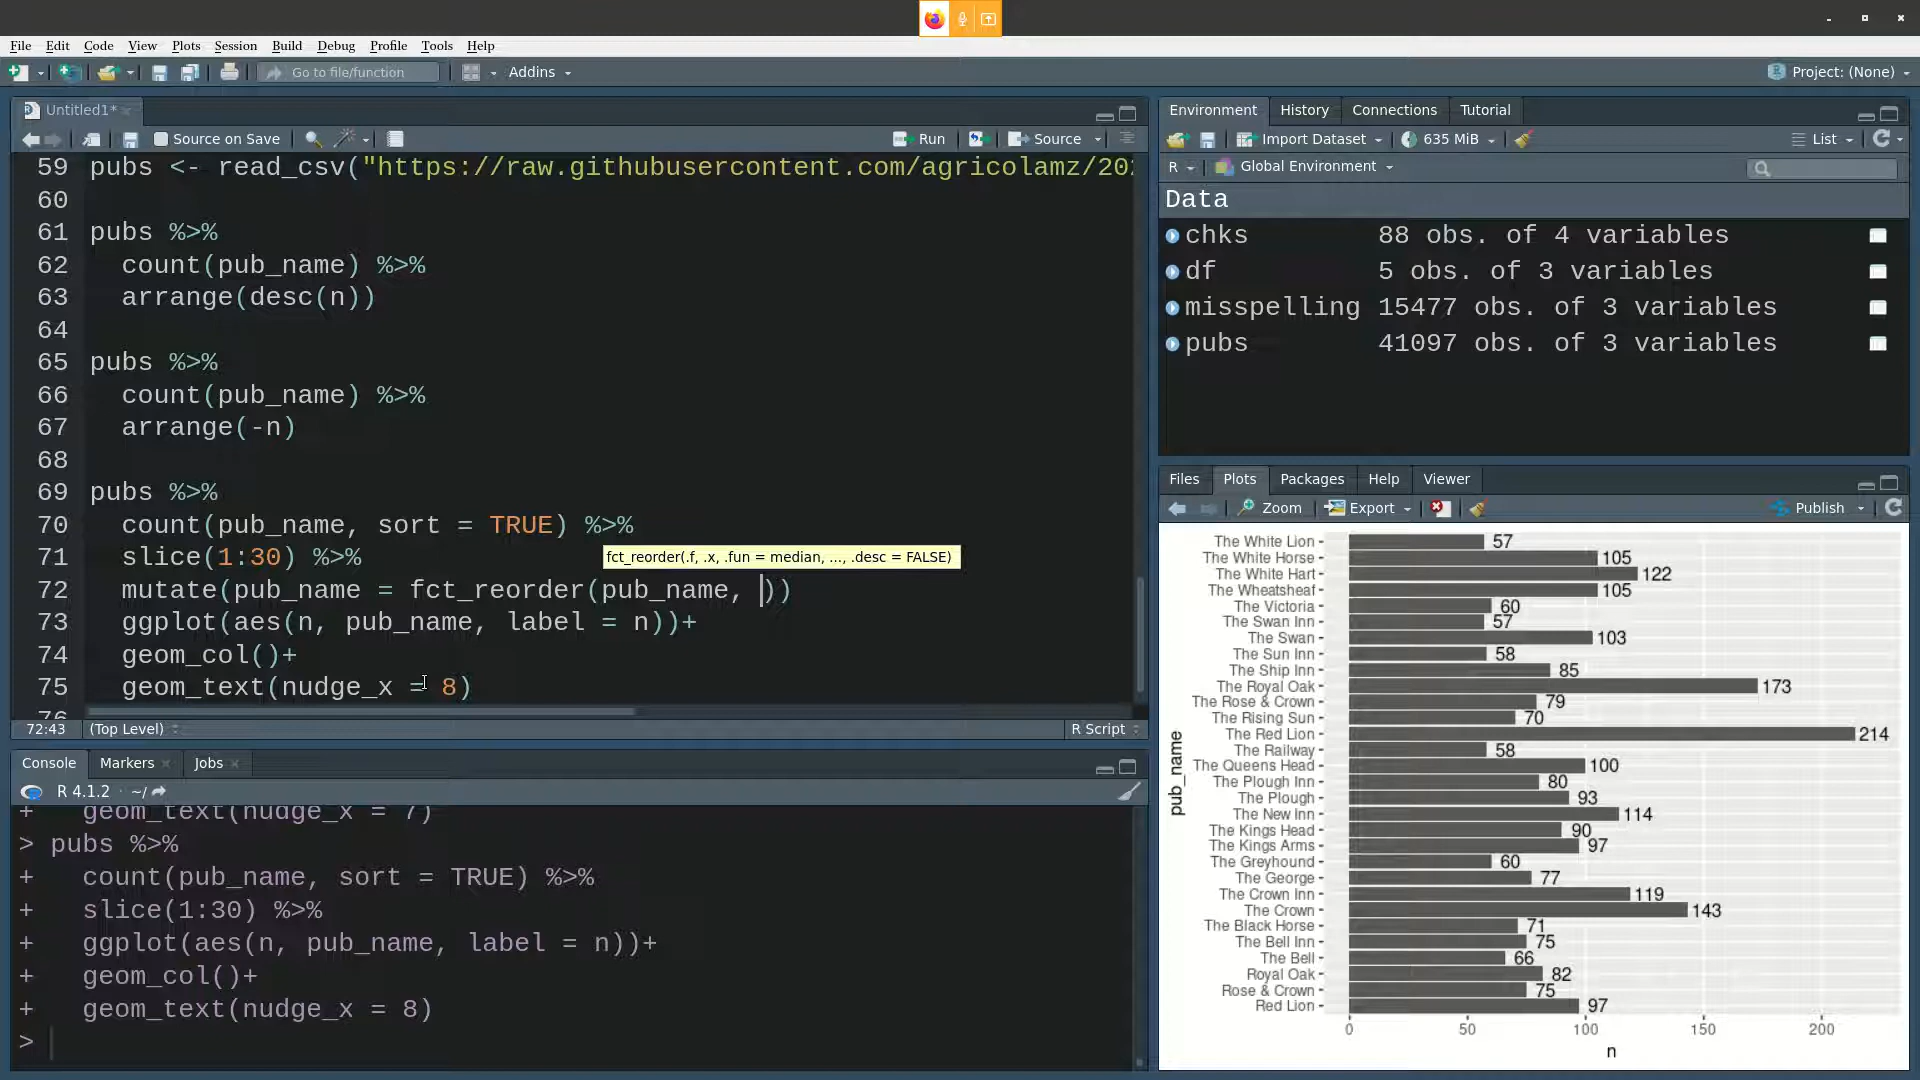 File Edit Code View Plots Session Build Debug Profile Tools Help
Go to file/function Addins Project: (None)
Untitled1*
Source on Save Run Source
59 pubs <- read_csv("https://raw.githubusercontent.com/agricolamz/20
60
61 pubs %>%
62 count(pub_name) %>%
63 arrange(desc(n))
64
65 pubs %>%
66 count(pub_name) %>%
67 arrange(-n)
68
69 pubs %>%
70 count(pub_name, sort = TRUE) %>%
71 slice(1:30) %>%
fct_reorder(.f, .x, .fun = median, ..., .desc = FALSE)
72 mutate(pub_name = fct_reorder(pub_name, ))
73 ggplot(aes(n, pub_name, label = n))+
74 geom_col()+
75 geom_text(nudge_x = 8)
76
72:43 (Top Level) R Script
Console Markers Jobs
R 4.1.2 · ~/
+ geom_text(nudge_x = 7)
> pubs %>%
+ count(pub_name, sort = TRUE) %>%
+ slice(1:30) %>%
+ ggplot(aes(n, pub_name, label = n))+
+ geom_col()+
+ geom_text(nudge_x = 8)
>
Environment History Connections Tutorial
Import Dataset 635 MiB List
R Global Environment
Data
chks 88 obs. of 4 variables
df 5 obs. of 3 variables
misspelling 15477 obs. of 3 variables
pubs 41097 obs. of 3 variables
Files Plots Packages Help Viewer
Zoom Export Publish
The White Lion 57
The White Horse 105
The White Hart 122
The Wheatsheaf 105
The Victoria 60
The Swan Inn 57
The Swan 103
The Sun Inn 58
The Ship Inn 85
The Royal Oak 173
The Rose & Crown 79
The Rising Sun 70
The Red Lion 214
The Railway 58
The Queens Head 100
The Plough Inn 80
The Plough 93
The New Inn 114
The Kings Head 90
The Kings Arms 97
The Greyhound 60
The George 77
The Crown Inn 119
The Crown 143
The Black Horse 71
The Bell Inn 75
The Bell 66
Royal Oak 82
Rose & Crown 75
Red Lion 97
pub_name
0 50 100 150 200
n